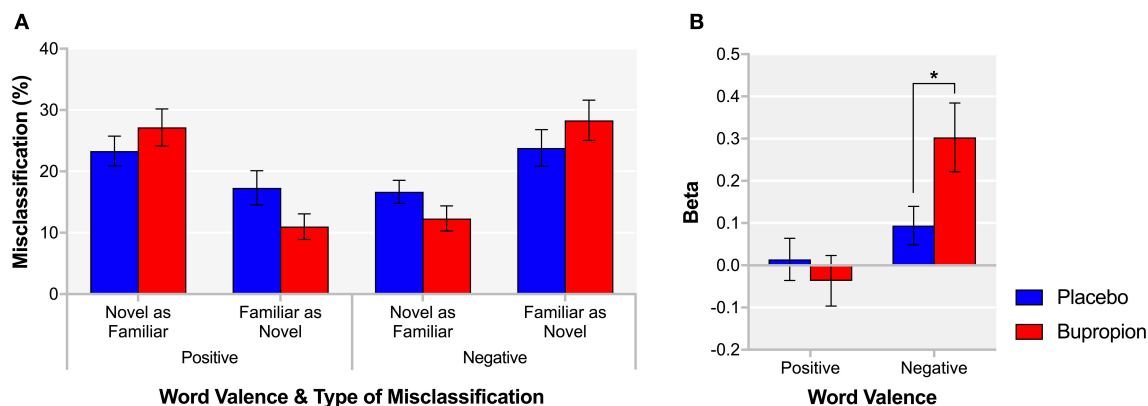 A
Misclassification (%)
40
30
20
10
0
Novel as
Familiar
Familiar as
Novel
Novel as
Familiar
Familiar as
Novel
Positive
Negative
Word Valence & Type of Misclassification
B
Beta
0.5
0.4
0.3
0.2
0.1
0.0
-0.1
-0.2
*
Positive
Negative
Word Valence
Placebo
Bupropion